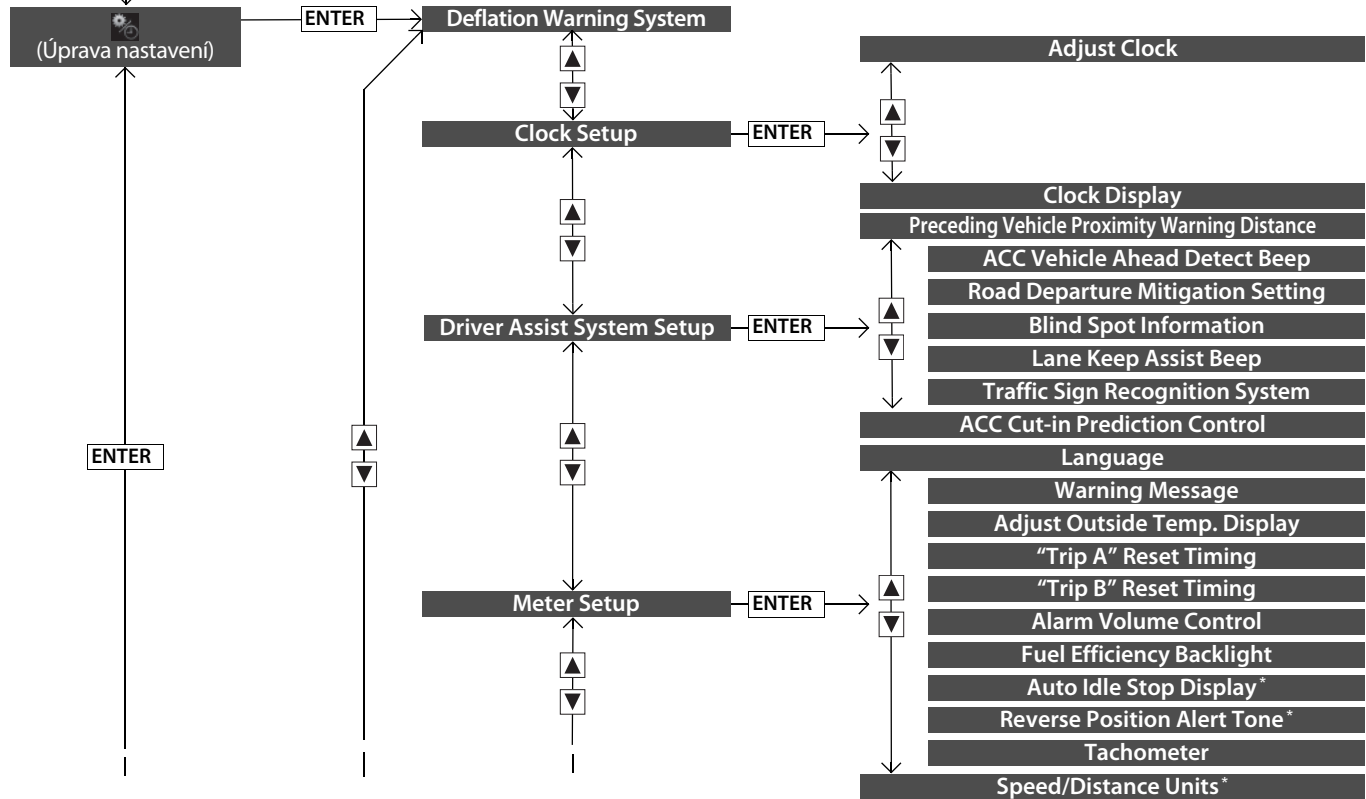 ENTER
Deflation Warning System
(Úprava nastavení)
Adjust Clock
▲
▼
▲
▼
Clock Setup
ENTER
Clock Display
Preceding Vehicle Proximity Warning Distance
▲
▼
ACC Vehicle Ahead Detect Beep
Road Departure Mitigation Setting
Driver Assist System Setup
ENTER
▲
▼
Blind Spot Information
Lane Keep Assist Beep
Traffic Sign Recognition System
ACC Cut-in Prediction Control
ENTER
▲
▼
▲
▼
Language
Warning Message
Adjust Outside Temp. Display
“Trip A” Reset Timing
Meter Setup
ENTER
▲
▼
“Trip B” Reset Timing
Alarm Volume Control
▲
▼
Fuel Efficiency Backlight
Auto Idle Stop Display*
Reverse Position Alert Tone*
Tachometer
Speed/Distance Units*